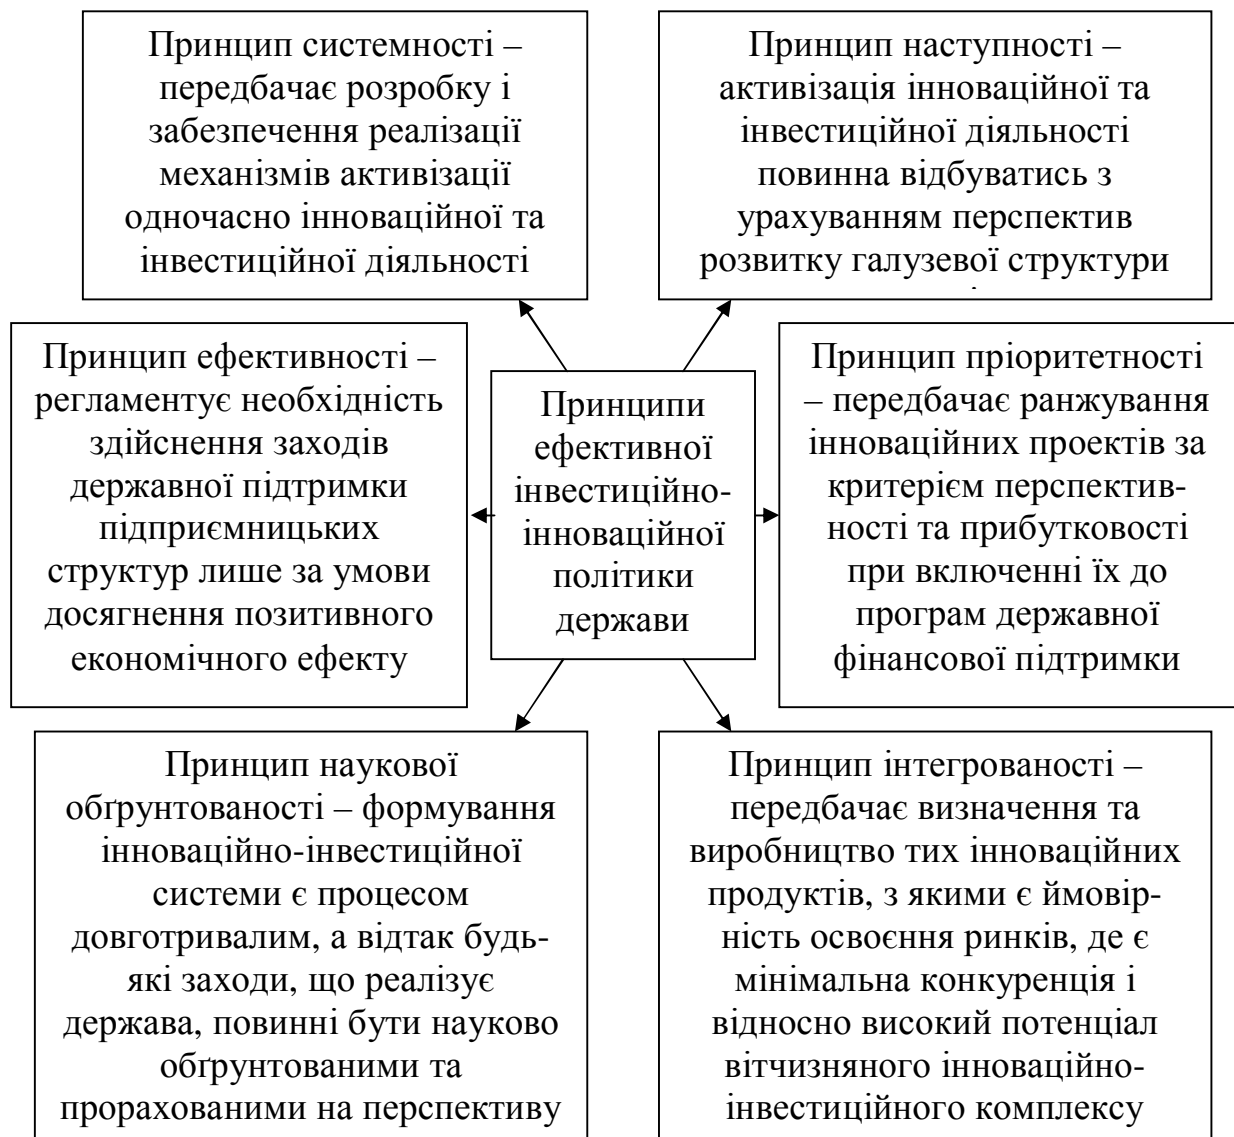 Принцип системності –
передбачає розробку і
забезпечення реалізації
механізмів активізації
одночасно інноваційної та
інвестиційної діяльності
Принцип наступності –
активізація інноваційної та
інвестиційної діяльності
повинна відбуватись з
урахуванням перспектив
розвитку галузевої структури
Принцип ефективності –
регламентує необхідність
здійснення заходів
державної підтримки
підприємницьких
структур лише за умови
досягнення позитивного
економічного ефекту
Принципи
ефективної
інвестиційно-
інноваційної
політики
держави
Принцип пріоритетності
– передбачає ранжування
інноваційних проектів за
критерієм перспектив-
ності та прибутковості
при включенні їх до
програм державної
фінансової підтримки
Принцип наукової
обґрунтованості – формування
інноваційно-інвестиційної
системи є процесом
довготривалим, а відтак будь-
які заходи, що реалізує
держава, повинні бути науково
обґрунтованими та
прорахованими на перспективу
Принцип інтегрованості –
передбачає визначення та
виробництво тих інноваційних
продуктів, з якими є ймовір-
ність освоєння ринків, де є
мінімальна конкуренція і
відносно високий потенціал
вітчизняного інноваційно-
інвестиційного комплексу